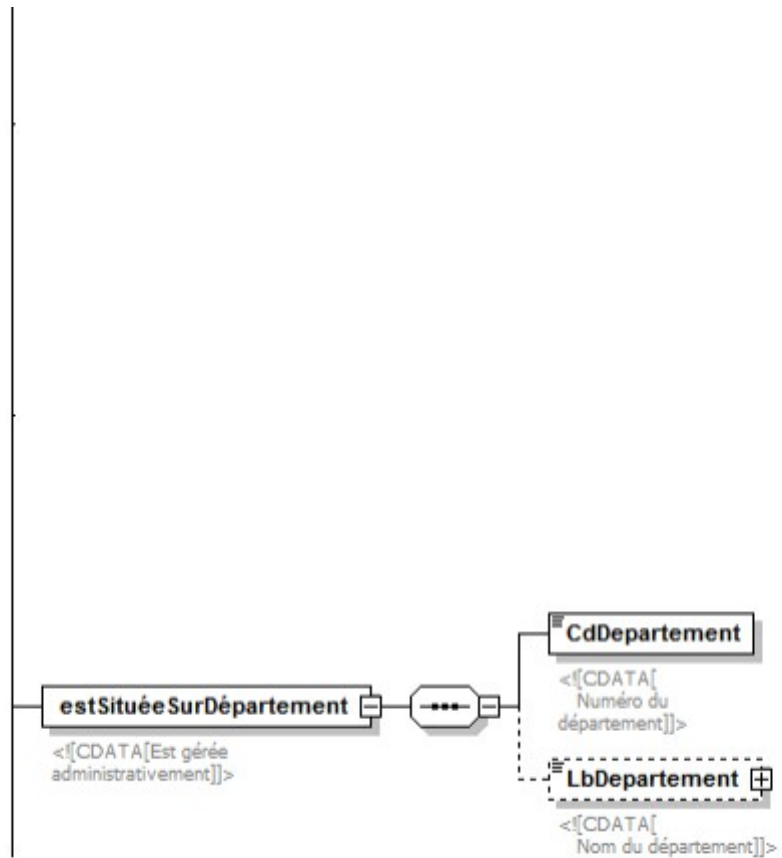 CdDepartement
<![CDATA[
Numéro du
département]]>
estSituéeSurDépartement
<![CDATA[Est gérée
administrativement]]>
LbDepartement
<![CDATA[
Nom du département]]>